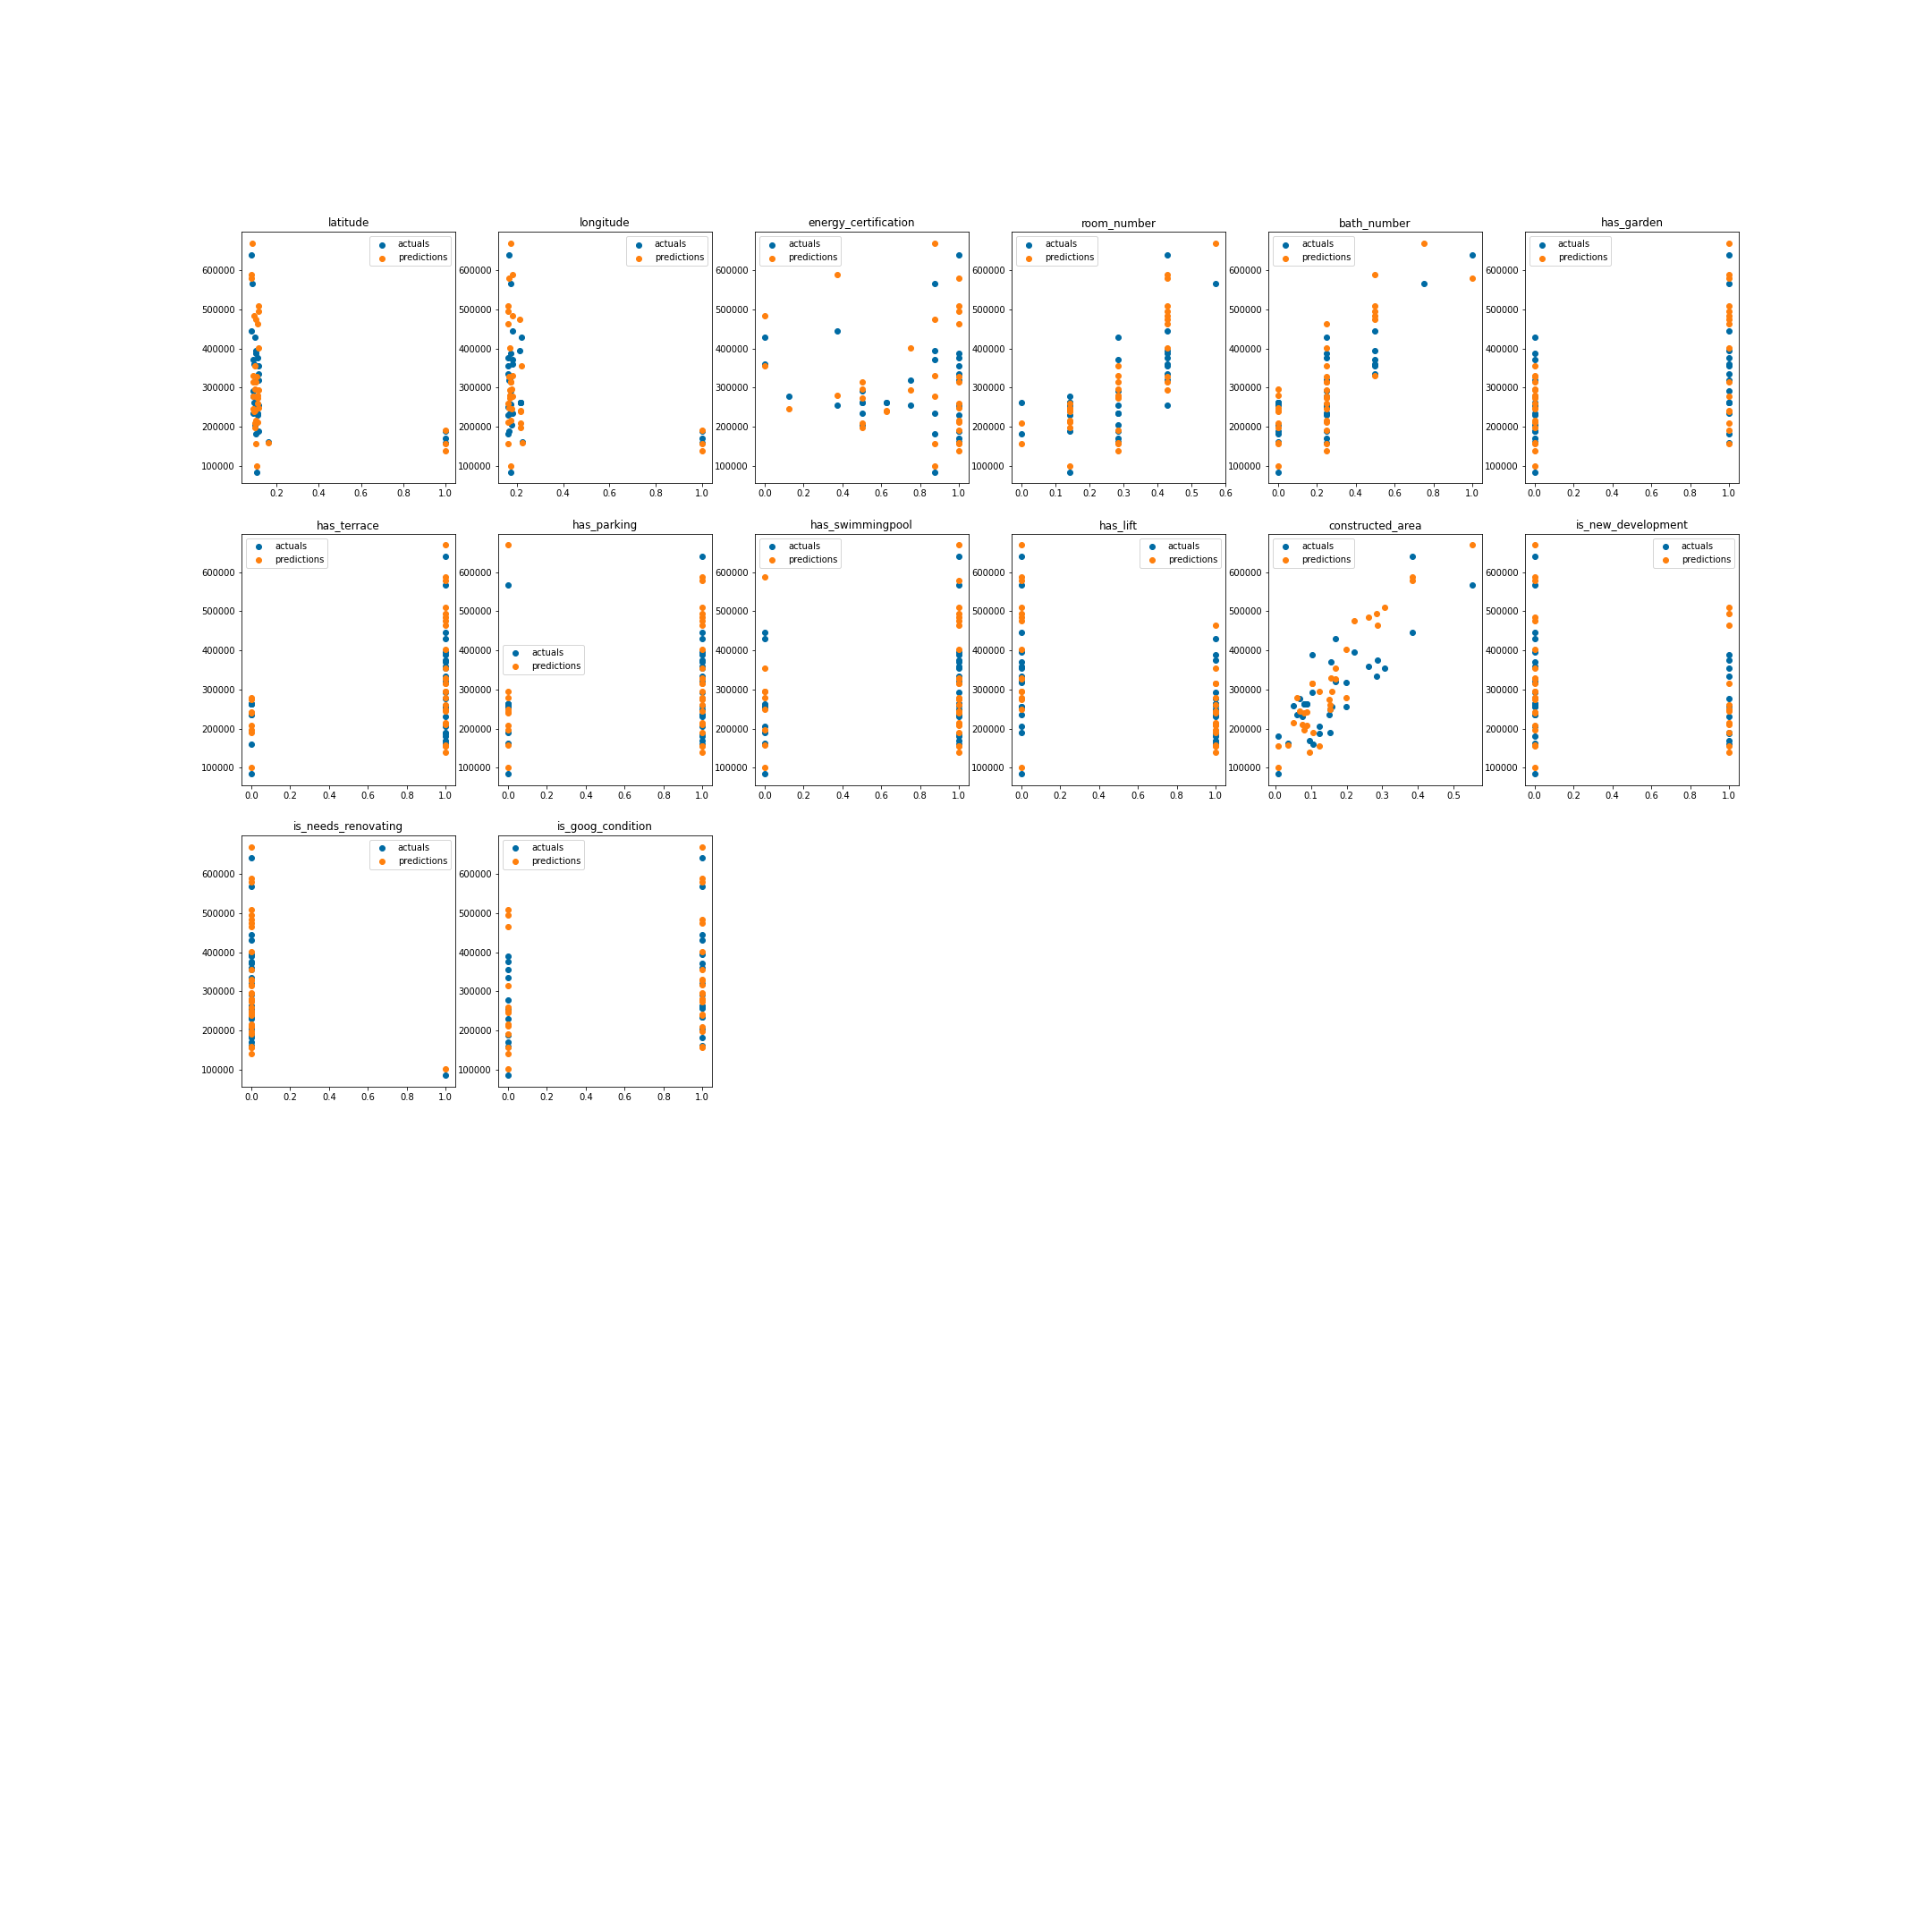 latitude longitude energy_certification room_number bath_number has_garden
actuals actuals actuals actuals actuals actuals
predictions predictions predictions predictions predictions predictions
600000 600000 600000 600000 600000 600000
500000 500000 500000 500000 500000 500000
400000 400000 400000 400000 400000 400000
300000 300000 300000 300000 300000 300000
200000 200000 200000 200000 200000 200000
100000 100000 100000 100000 100000 100000
0.2 0.4 0.6 0.8 1.0 0.2 0.4 0.6 0.8 1.0 0.0 0.2 0.4 0.6 0.8 1.0 0.0 0.1 0.2 0.3 0.4 0.5 0.6 0.0 0.2 0.4 0.6 0.8 1.0 0.0 0.2 0.4 0.6 0.8 1.0
has_terrace has_parking has_swimmingpool has_lift constructed_area is_new_development
actuals actuals actuals actuals actuals
predictions predictions predictions predictions predictions
600000 600000 600000 600000 600000 600000
500000 500000 500000 500000 500000 500000
400000 400000 400000 400000 400000 400000
actuals
predictions
300000 300000 300000 300000 300000 300000
200000 200000 200000 200000 200000 200000
100000 100000 100000 100000 100000 100000
0.0 0.2 0.4 0.6 0.8 1.0 0.0 0.2 0.4 0.6 0.8 1.0 0.0 0.2 0.4 0.6 0.8 1.0 0.0 0.2 0.4 0.6 0.8 1.0 0.0 0.1 0.2 0.3 0.4 0.5 0.0 0.2 0.4 0.6 0.8 1.0
is_needs_renovating is_goog_condition
actuals actuals
predictions predictions
600000 600000
500000 500000
400000 400000
300000 300000
200000 200000
100000 100000
0.0 0.2 0.4 0.6 0.8 1.0 0.0 0.2 0.4 0.6 0.8 1.0